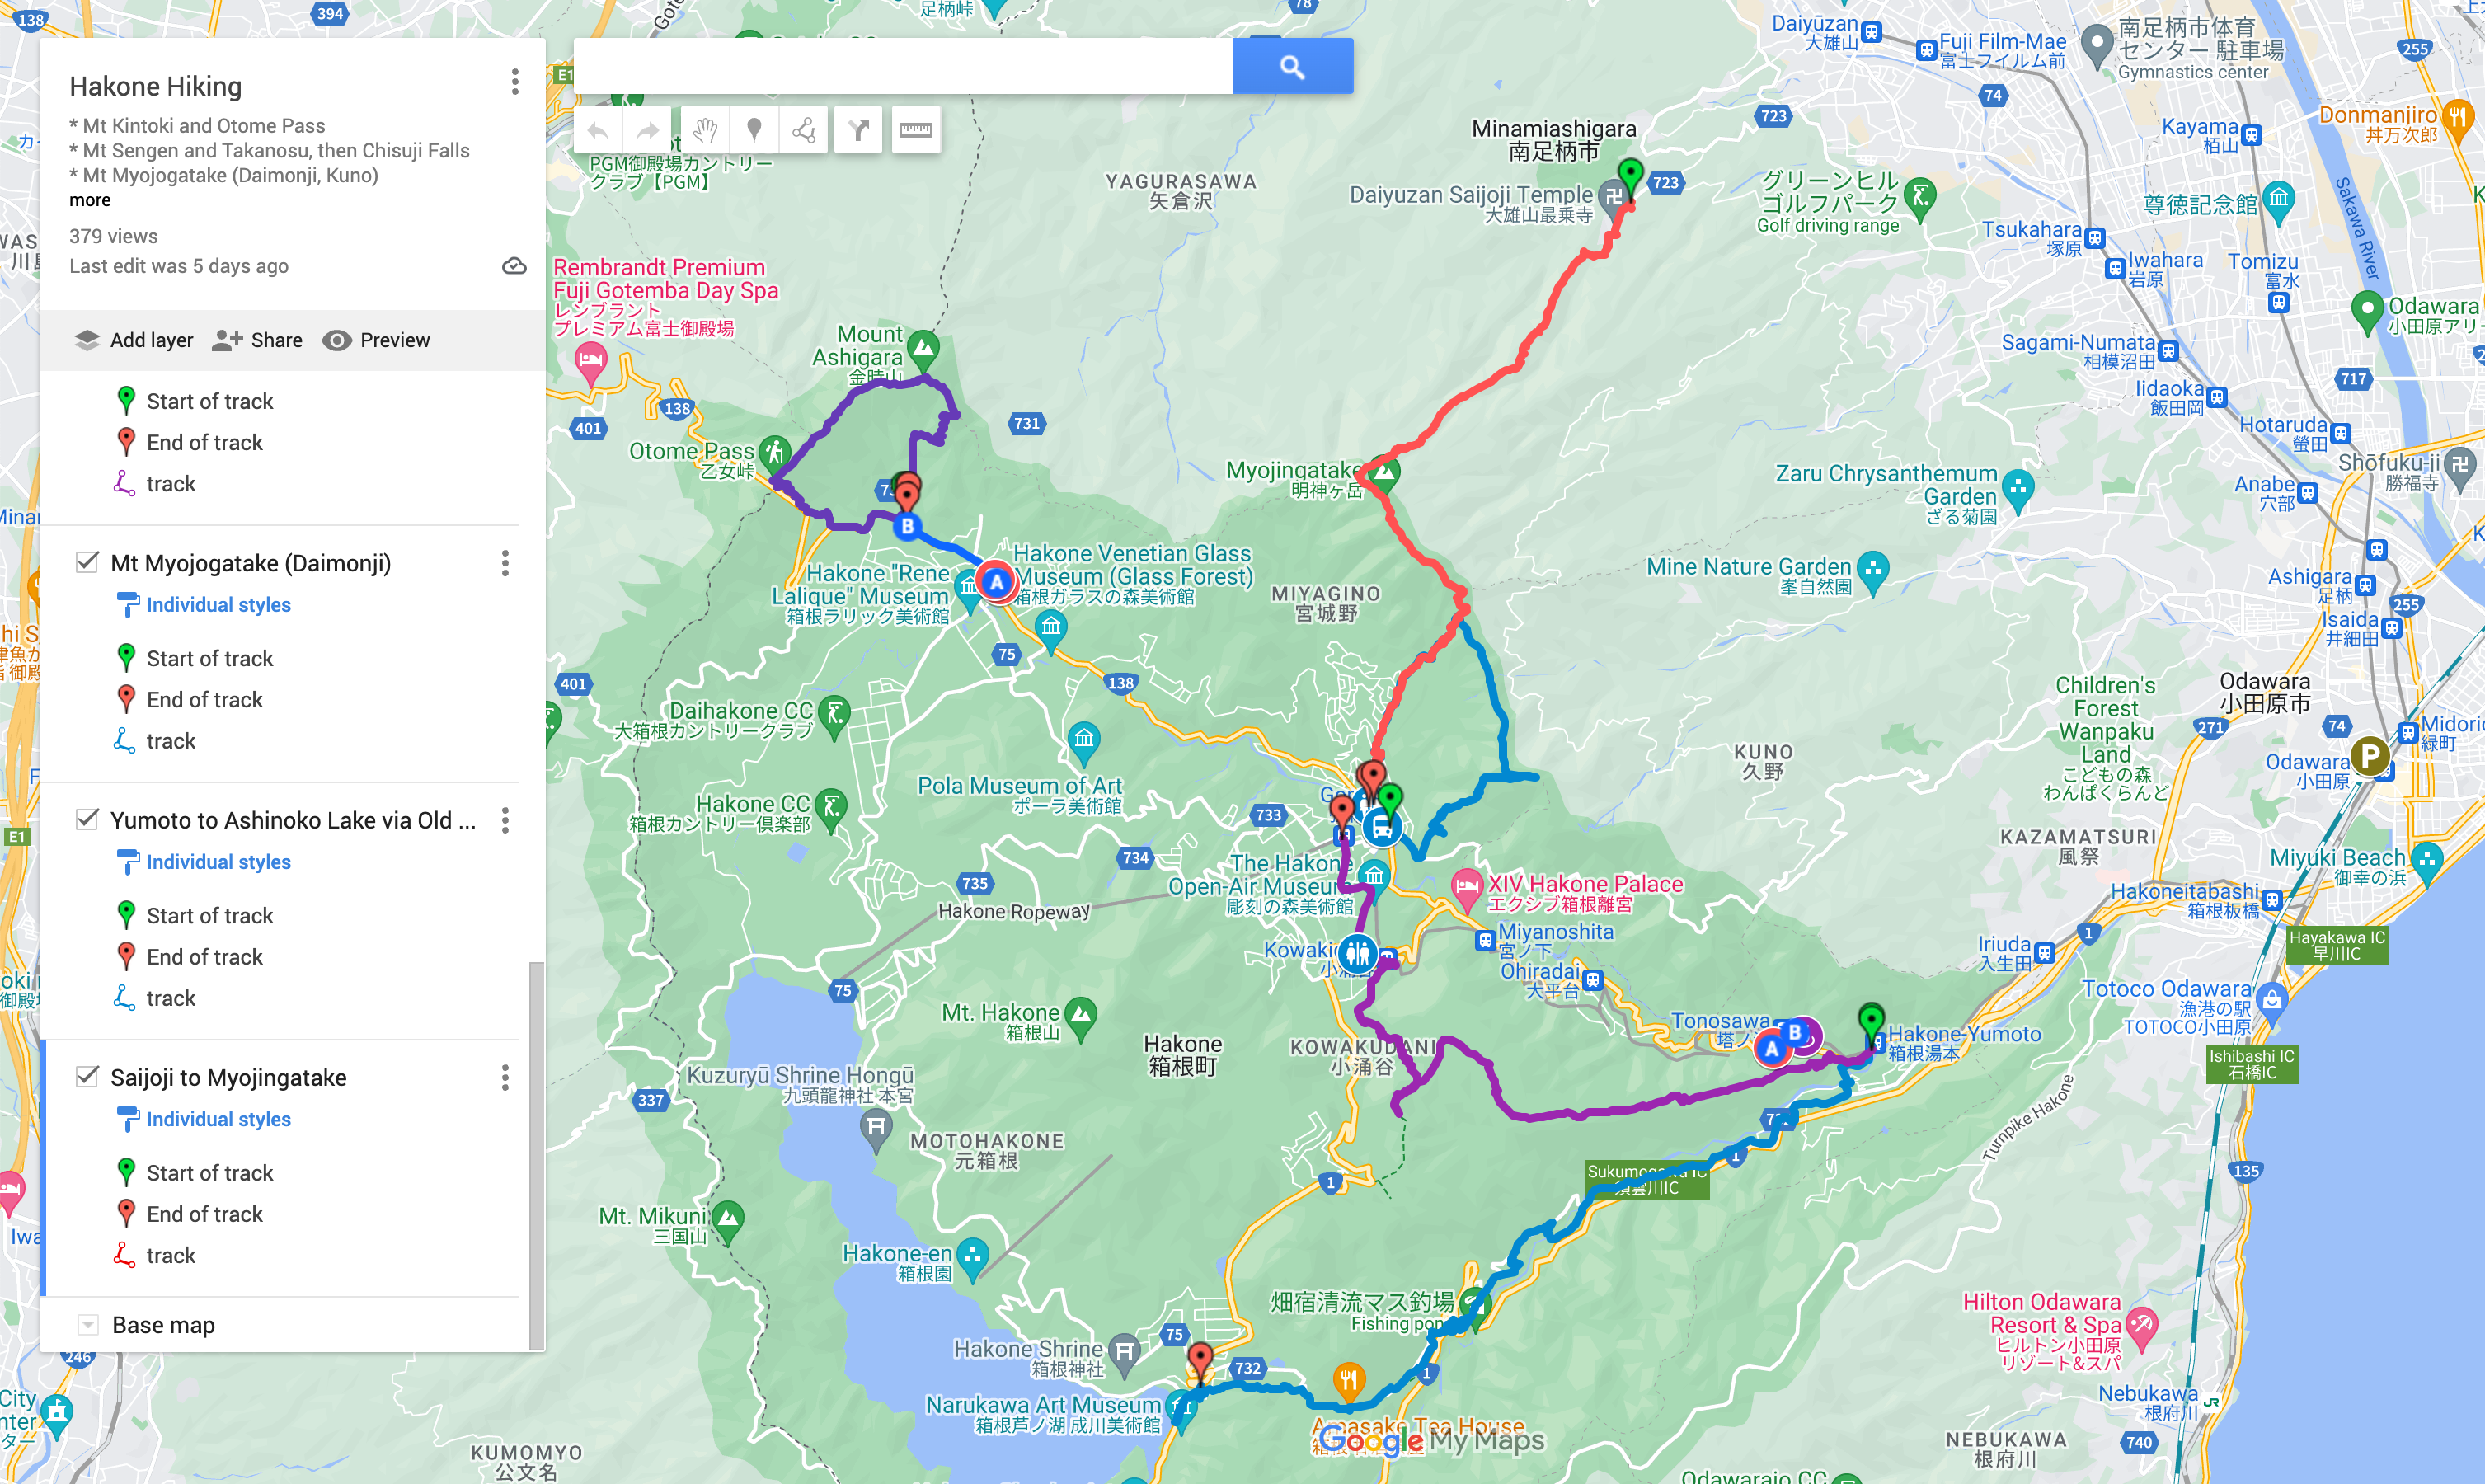 Hakone Hiking
* Mt Kintoki and Otome Pass
* Mt Sengen and Takanosu, then Chisuji Falls
* Mt Myojogatake (Daimonji, Kuno)
more
379 views
Last edit was 5 days ago
Add layer
Share
Preview
Start of track
End of track
track
Mt Myojogatake (Daimonji)
Individual styles
Start of track
End of track
track
Yumoto to Ashinoko Lake via Old ...
Individual styles
Start of track
End of track
track
Saijoji to Myojingatake
Individual styles
Start of track
End of track
track
Base map
138
394
足柄峠
78
E1
PGM御殿場カントリー
クラブ【PGM】
YAGURASAWA
矢倉沢
Minamiashigara
南足柄市
Daiyuzan Saijoji Temple
大雄山最乗寺
723
723
Daiyūzan
大雄山
Fuji Film-Mae
富士フイルム前
南足柄市体育
センター 駐車場
Gymnastics center
255
74
Kayama
栢山
Donmanjiro
丼万次郎
グリーンヒル
ゴルフパーク
Golf driving range
尊徳記念館
Sakawa River
Tsukahara
塚原
Iwahara
岩原
Tomizu
富水
Odawara
小田原アリ
Sagami-Numata
相模沼田
717
Iidaoka
飯田岡
Hotaruda
螢田
Shōfuku-ji
勝福寺
Anabe
穴部
Ashigara
足柄
255
Isaida
井細田
Rembrandt Premium
Fuji Gotemba Day Spa
レンブラント
プレミアム富士御殿場
Mount
Ashigara
金時山
138
401
731
Otome Pass
乙女峠
B
A
Hakone Venetian Glass
Museum (Glass Forest)
箱根ガラスの森美術館
Hakone "Rene
Lalique" Museum
箱根ラリック美術館
75
138
401
Myojingatake
明神ヶ岳
MIYAGINO
宮城野
Zaru Chrysanthemum
Garden
ざる菊園
Mine Nature Garden
峯自然園
Daihakone CC
大箱根カントリークラブ
Pola Museum of Art
ポーラ美術館
Hakone CC
箱根カントリー倶楽部
733
734
735
Hakone Ropeway
75
The Hakone
Open-Air Museum
彫刻の森美術館
XIV Hakone Palace
エクシブ箱根離宮
Miyanoshita
宮ノ下
Ohiradai
大平台
KUNO
久野
Children's
Forest
Wanpaku
Land
こどもの森
わんぱくらんど
Odawara
小田原市
271
74
Midori
緑町
P
Odawara
小田原
KAZAMATSURI
風祭
Miyuki Beach
御幸の浜
Hakoneitabashi
箱根板橋
1
Iriuda
入生田
Hayakawa IC
早川IC
Totoco Odawara
漁港の駅
TOTOCO小田原
Ishibashi IC
石橋IC
Mt. Hakone
箱根山
Hakone
箱根町
KOWAKUDANI
小涌谷
Tonosawa
A
B
Hakone-Yumoto
箱根湯本
Turnpike Hakone
135
Kuzuryū Shrine Hongū
九頭龍神社 本宮
337
MOTOHAKONE
元箱根
1
1
Mt. Mikuni
三国山
Hakone-en
箱根園
畑宿清流マス釣場
Hakone Shrine
箱根神社
75
732
1
Narukawa Art Museum
箱根芦ノ湖 成川美術館
Amasake Tea House
Google My Maps
Hilton Odawara
Resort & Spa
ヒルトン小田原
リゾート&スパ
Nebukawa
根府川
JR
NEBUKAWA
根府川
740
KUMOMYO
公文名
246
E1